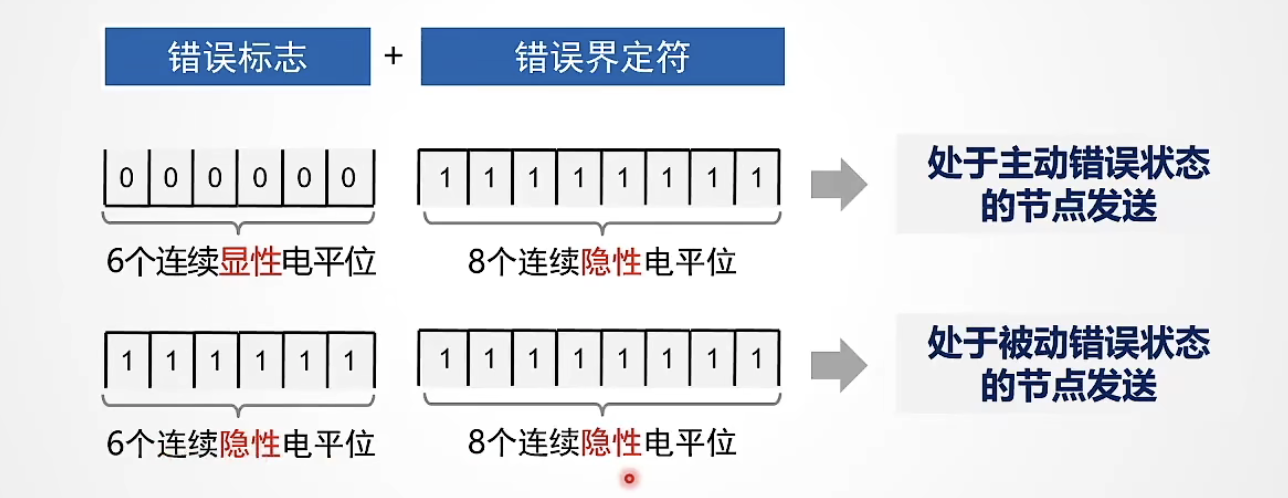 错误标志 + 错误界定符
0 0 0 0 0 0 1 1 1 1 1 1 1 1 处于主动错误状态
的节点发送
6个连续显性电平位 8个连续隐性电平位
1 1 1 1 1 1 1 1 1 1 1 1 1 1 处于被动错误状态
的节点发送
6个连续隐性电平位 8个连续隐性电平位